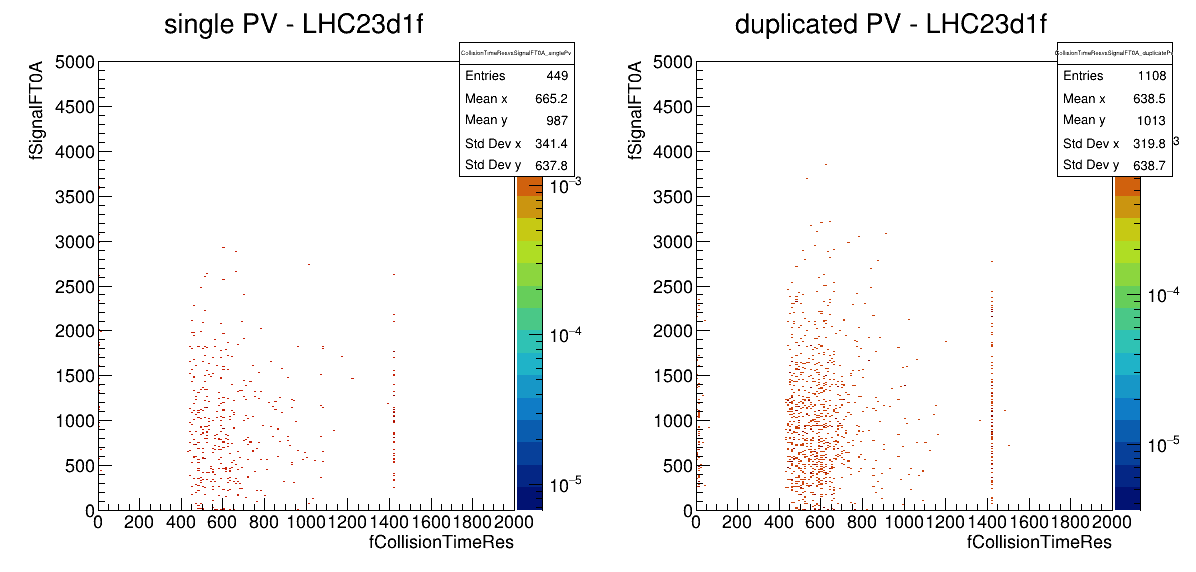 single PV - LHC23d1f
fSignalFT0A
5000
4500
4000
3500
3000
2500
2000
1500
1000
500
0
0 200 400 600 800 1000 1200 1400 1600 1800 2000
fCollisionTimeRes
Entries 449
Mean x 665.2
Mean y 987
Std Dev x 341.4
Std Dev y 637.8
10−3
10−4
10−5
duplicated PV - LHC23d1f
fSignalFT0A
5000
4500
4000
3500
3000
2500
2000
1500
1000
500
0
0 200 400 600 800 1000 1200 1400 1600 1800 2000
fCollisionTimeRes
Entries 1108
Mean x 638.5
Mean y 1013
Std Dev x 319.8
Std Dev y 638.7
3
10−4
10−5